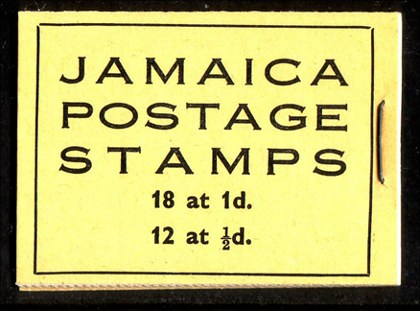 JAMAICA
POSTAGE
STAMPS
18 at 1d.
12 at ½d.